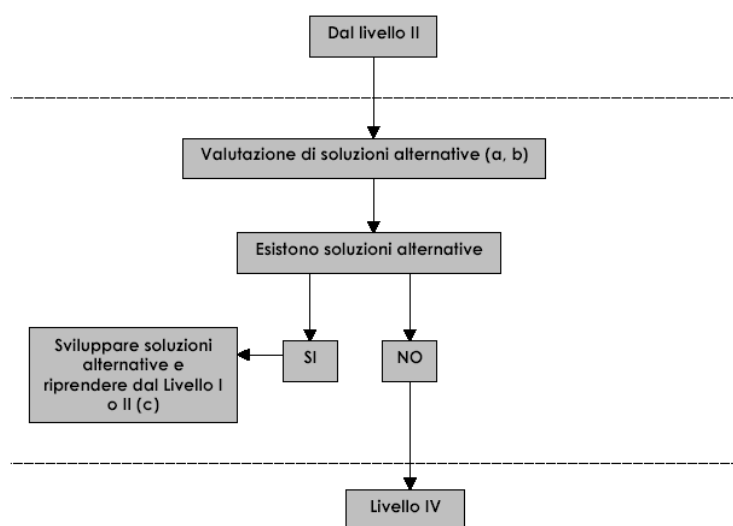 Dal livello II
Valutazione di soluzioni alternative (a, b)
Esistono soluzioni alternative
Sviluppare soluzioni
alternative e
riprendere dal Livello I
o II (c)
SI
NO
Livello IV